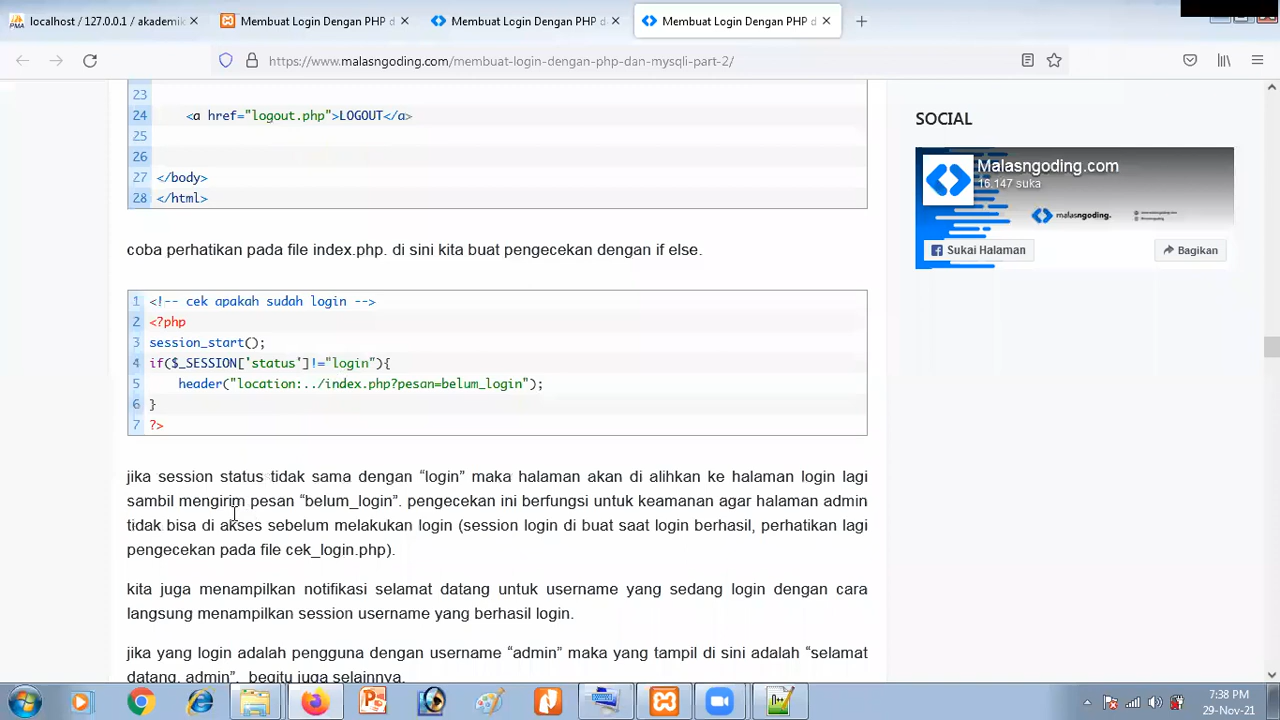 localhost / 127.0.0.1 / akademik
Membuat Login Dengan PHP d
Membuat Login Dengan PHP d
Membuat Login Dengan PHP d
https://www.malasngoding.com/membuat-login-dengan-php-dan-mysqli-part-2/
23
24 <a href="logout.php">LOGOUT</a>
25
26
27 </body>
28 </html>
coba perhatikan pada file index.php. di sini kita buat pengecekan dengan if else.
1 <!-- cek apakah sudah login -->
2 <?php
3 session_start();
4 if($_SESSION['status']!="login"){
5 header("location:../index.php?pesan=belum_login");
6 }
7 ?>
jika session status tidak sama dengan “login” maka halaman akan di alihkan ke halaman login lagi
sambil mengirim pesan “belum_login”. pengecekan ini berfungsi untuk keamanan agar halaman admin
tidak bisa di akses sebelum melakukan login (session login di buat saat login berhasil, perhatikan lagi
pengecekan pada file cek_login.php).
kita juga menampilkan notifikasi selamat datang untuk username yang sedang login dengan cara
langsung menampilkan session username yang berhasil login.
jika yang login adalah pengguna dengan username “admin” maka yang tampil di sini adalah “selamat
datang, admin”, begitu juga selainnya.
SOCIAL
Malasngoding.com
16.147 suka
malasngoding.
Sukai Halaman
Bagikan
7:38 PM
29-Nov-21